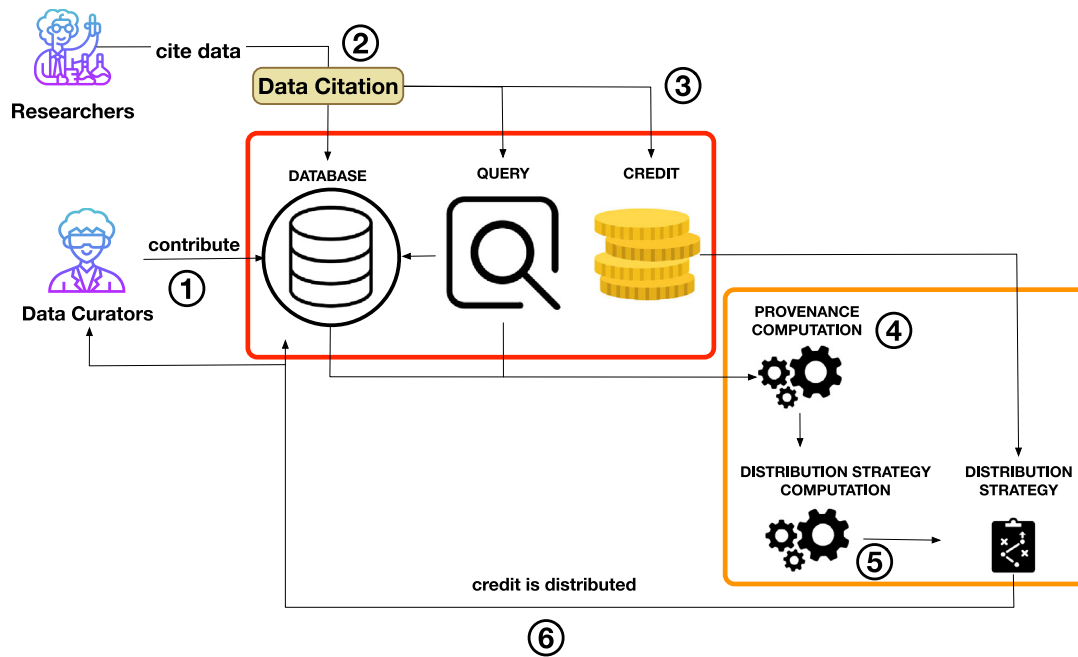 cite data
②
Data Citation
③
Researchers
DATABASE
QUERY
CREDIT
contribute
①
Data Curators
PROVENANCE
COMPUTATION
④
DISTRIBUTION STRATEGY
COMPUTATION
DISTRIBUTION
STRATEGY
⑤
credit is distributed
⑥